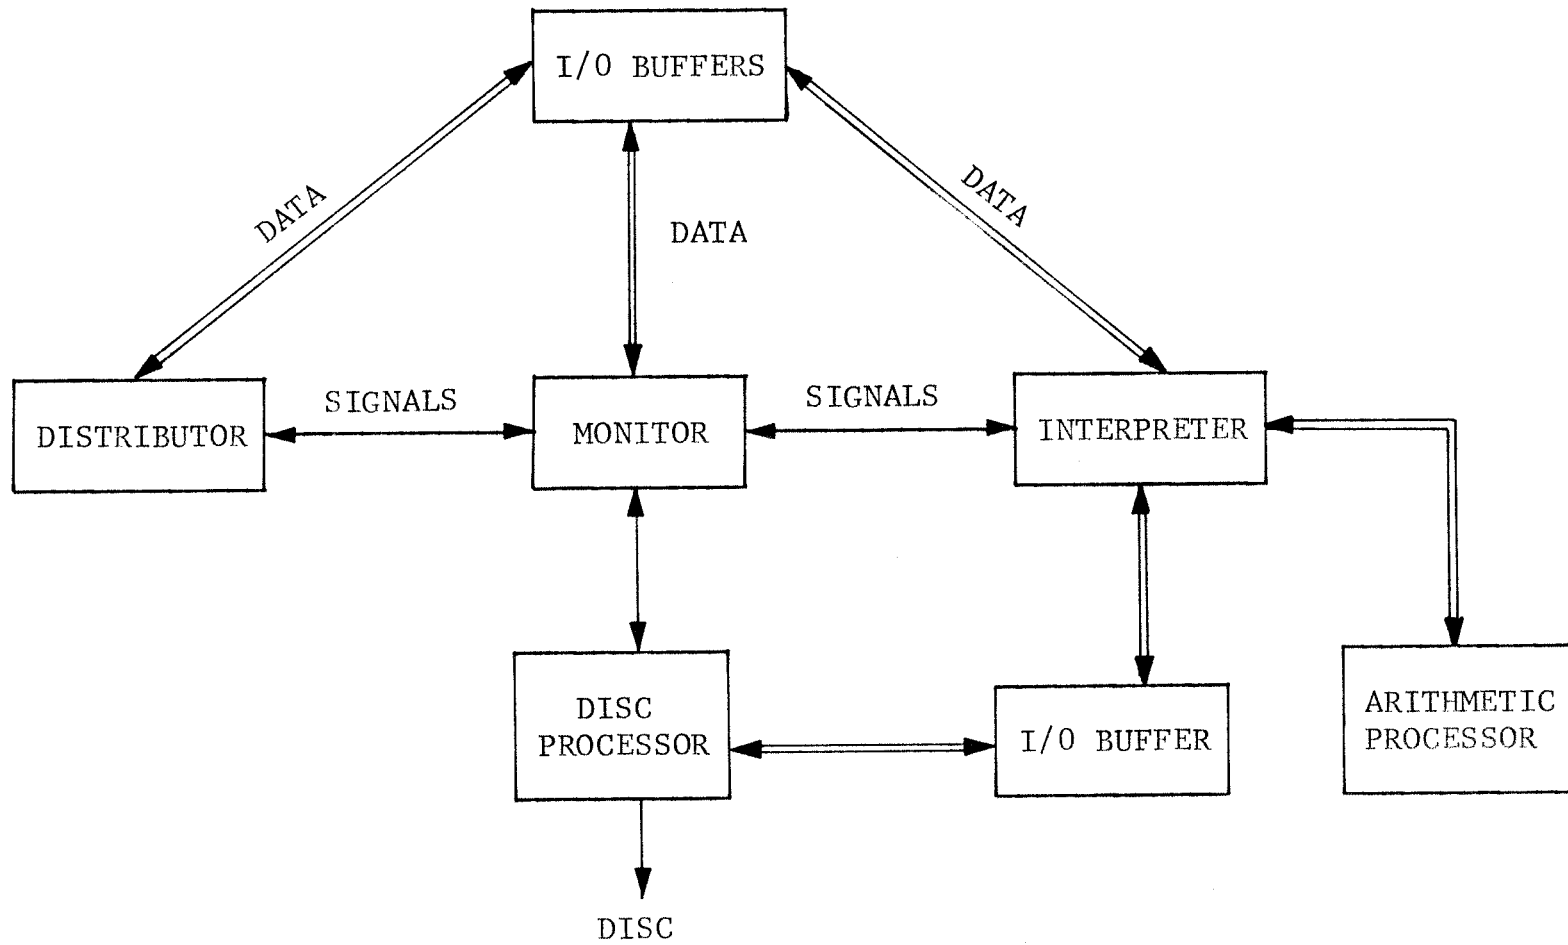 I/O BUFFERS
DATA
DATA
DATA
SIGNALS
SIGNALS
DISTRIBUTOR
MONITOR
INTERPRETER
DISC
PROCESSOR
I/O BUFFER
ARITHMETIC
PROCESSOR
DISC